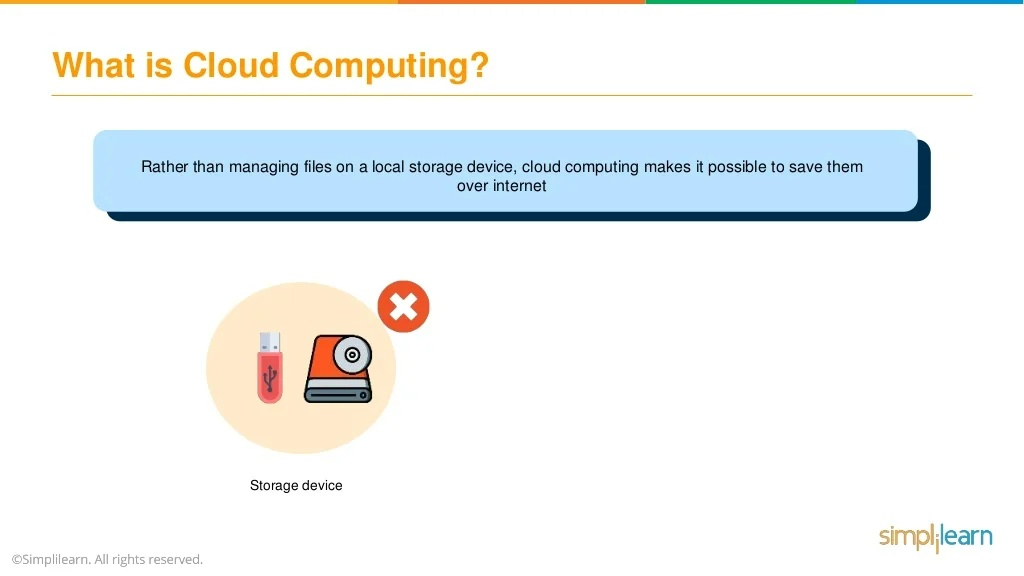 What is Cloud Computing?
Rather than managing files on a local storage device, cloud computing makes it possible to save them
over internet
Storage device
simplilearn
©Simplilearn. All rights reserved.